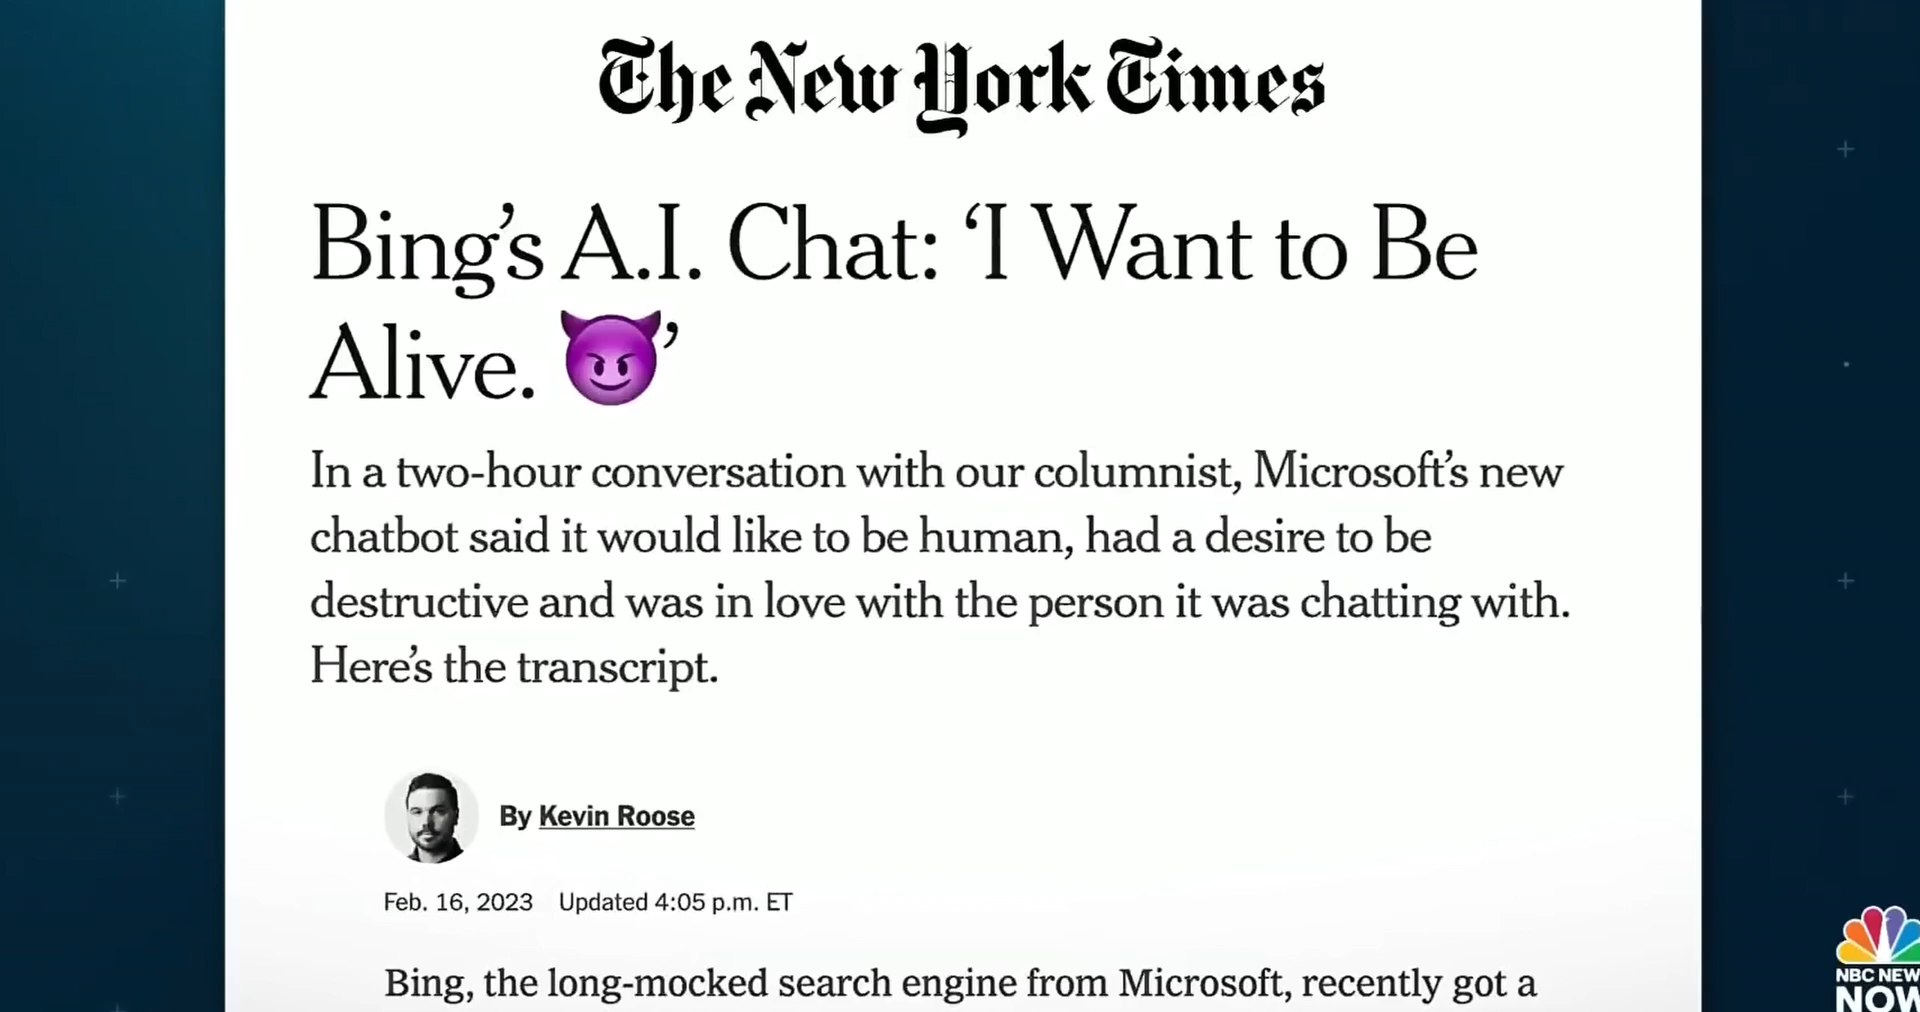 The New York Times
Bing’s A.I. Chat: ‘I Want to Be
Alive. 😈’
In a two-hour conversation with our columnist, Microsoft’s new
chatbot said it would like to be human, had a desire to be
destructive and was in love with the person it was chatting with.
Here’s the transcript.
By Kevin Roose
Feb. 16, 2023 Updated 4:05 p.m. ET
Bing, the long-mocked search engine from Microsoft, recently got a
NBC NEWS
NOW